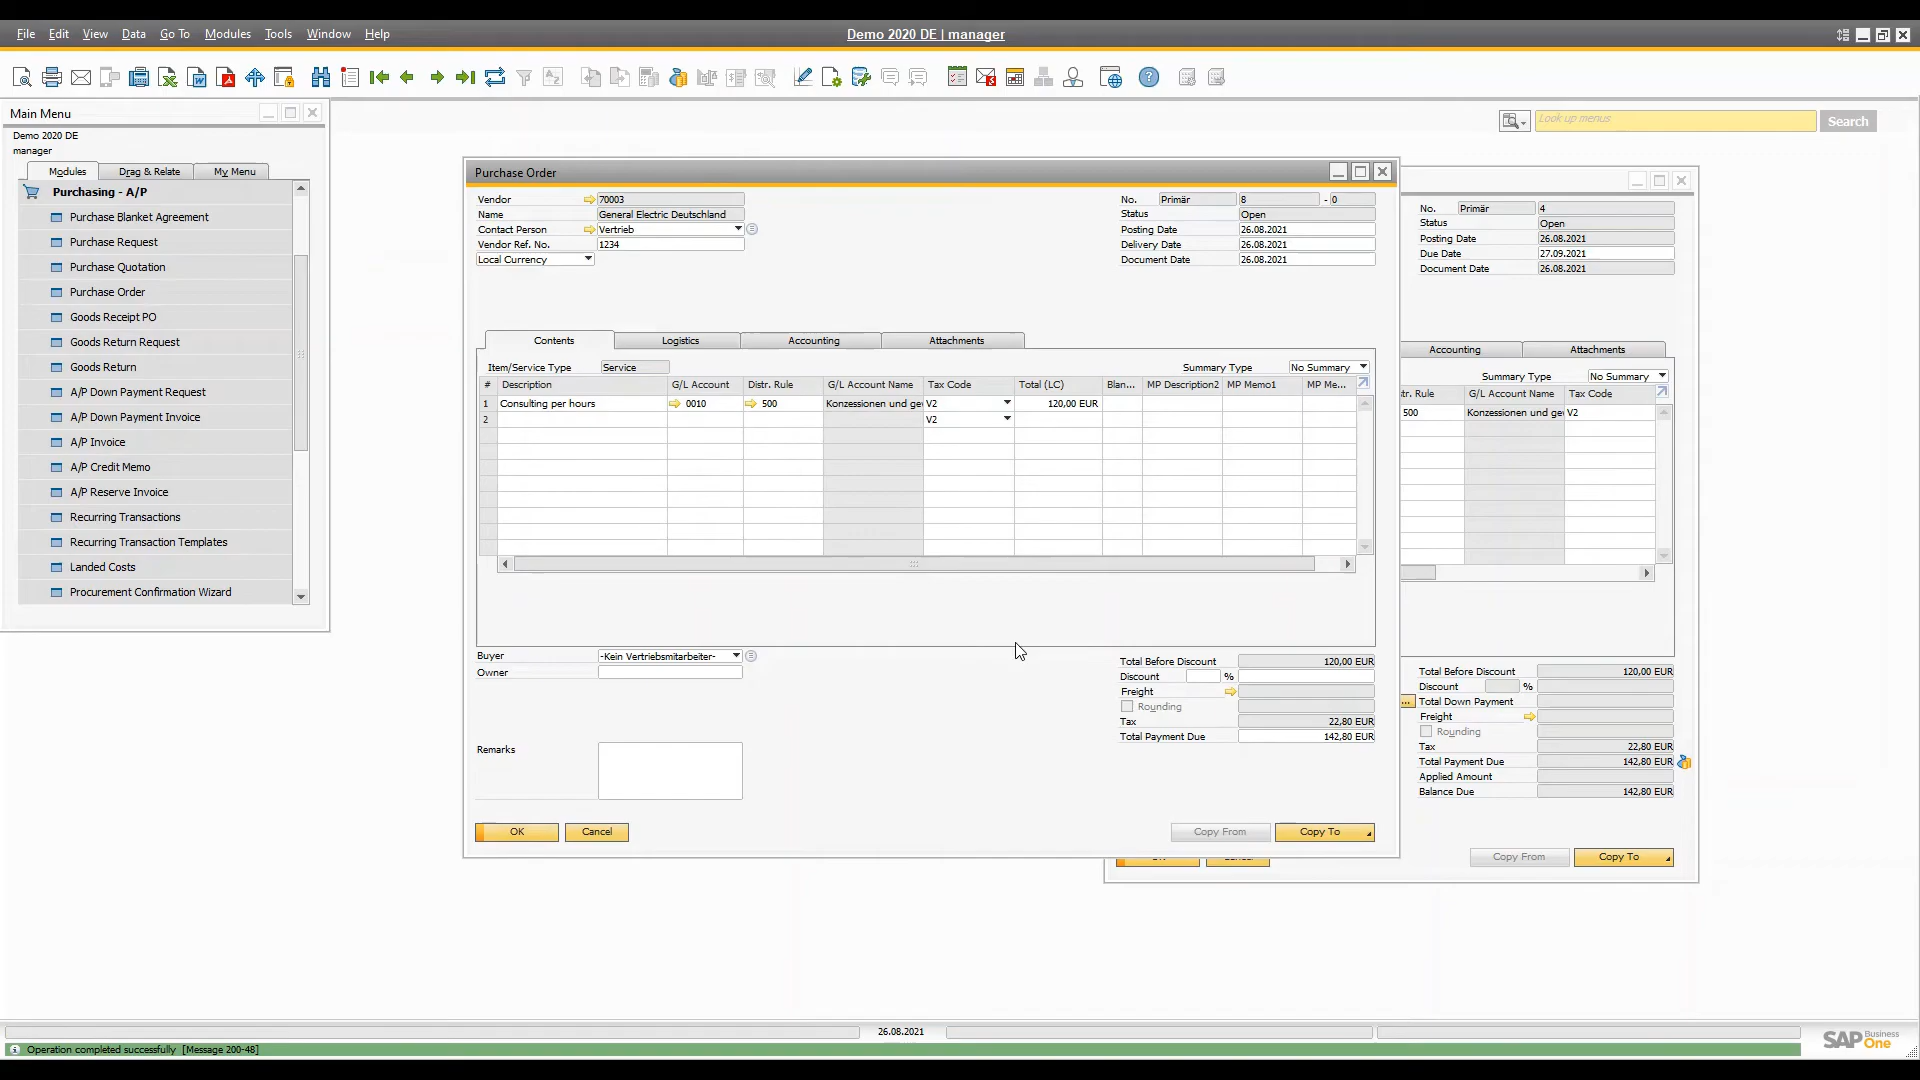 File Edit View Data Go To Modules Tools Window Help
Demo 2020 DE | manager
Main Menu
Demo 2020 DE
manager
Modules Drag & Relate My Menu
Purchasing - A/P
Purchase Blanket Agreement
Purchase Request
Purchase Quotation
Purchase Order
Goods Receipt PO
Goods Return Request
Goods Return
A/P Down Payment Request
A/P Down Payment Invoice
A/P Invoice
A/P Credit Memo
A/P Reserve Invoice
Recurring Transactions
Recurring Transaction Templates
Landed Costs
Procurement Confirmation Wizard
Look up menus Search
Purchase Order
Vendor 70003
Name General Electric Deutschland
Contact Person Vertrieb
Vendor Ref. No. 1234
Local Currency
No. Primär 8 - 0
Status Open
Posting Date 26.08.2021
Delivery Date 26.08.2021
Document Date 26.08.2021
Contents Logistics Accounting Attachments
Item/Service Type Service Summary Type No Summary
# Description G/L Account Distr. Rule G/L Account Name Tax Code Total (LC) Blan... MP Description2 MP Memo1 MP Me...
1 Consulting per hours 0010 500 Konzessionen und gew V2 120,00 EUR
2 V2
Buyer -Kein Vertriebsmitarbeiter-
Owner
Remarks
Total Before Discount 120,00 EUR
Discount %
Freight
Rounding
Tax 22,80 EUR
Total Payment Due 142,80 EUR
OK Cancel Copy From Copy To
No. Primär 4
Status Open
Posting Date 26.08.2021
Due Date 27.09.2021
Document Date 26.08.2021
Accounting Attachments
Summary Type No Summary
tr. Rule G/L Account Name Tax Code
500 Konzessionen und gew V2
Total Before Discount 120,00 EUR
Discount %
... Total Down Payment
Freight
Rounding
Tax 22,80 EUR
Total Payment Due 142,80 EUR
Applied Amount
Balance Due 142,80 EUR
Copy From Copy To
26.08.2021
Operation completed successfully [Message 200-48]
SAP Business One